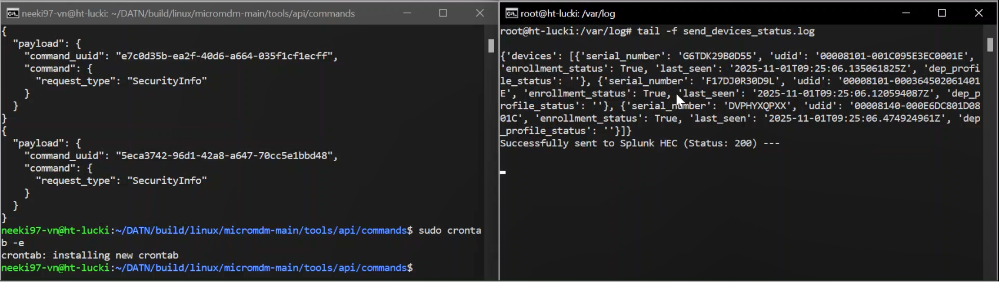 neeki97-vn@ht-lucki: ~/DATN/build/linux/micromdm-main/tools/api/commands
{
"payload": {
"command_uuid": "e7c0d35b-ea2f-40d6-a664-035f1cf1ecff",
"command": {
"request_type": "SecurityInfo"
}
}
}
{
"payload": {
"command_uuid": "5eca3742-96d1-42a8-a647-70cc5e1bbd48",
"command": {
"request_type": "SecurityInfo"
}
}
}
neeki97-vn@ht-lucki:~/DATN/build/linux/micromdm-main/tools/api/commands$ sudo cronta
b -e
crontab: installing new crontab
neeki97-vn@ht-lucki:~/DATN/build/linux/micromdm-main/tools/api/commands$
root@ht-lucki: /var/log
root@ht-lucki:/var/log# tail -f send_devices_status.log
{'devices': [{'serial_number': 'G6TDK29B0D55', 'udid': '00008101-001C095E3EC0001E',
'enrollment_status': True, 'last_seen': '2025-11-01T09:25:06.135061825Z', 'dep_profi
le_status': ''}, {'serial_number': 'F17DJ0R30D9L', 'udid': '00008101-000364502061401
E', 'enrollment_status': True, 'last_seen': '2025-11-01T09:25:06.120594087Z', 'dep_p
rofile_status': ''}, {'serial_number': 'DVPHYXQPXX', 'udid': '00008140-000E6DC801D08
01C', 'enrollment_status': True, 'last_seen': '2025-11-01T09:25:06.474924961Z', 'dep
_profile_status': ''}]}
Successfully sent to Splunk HEC (Status: 200) ---